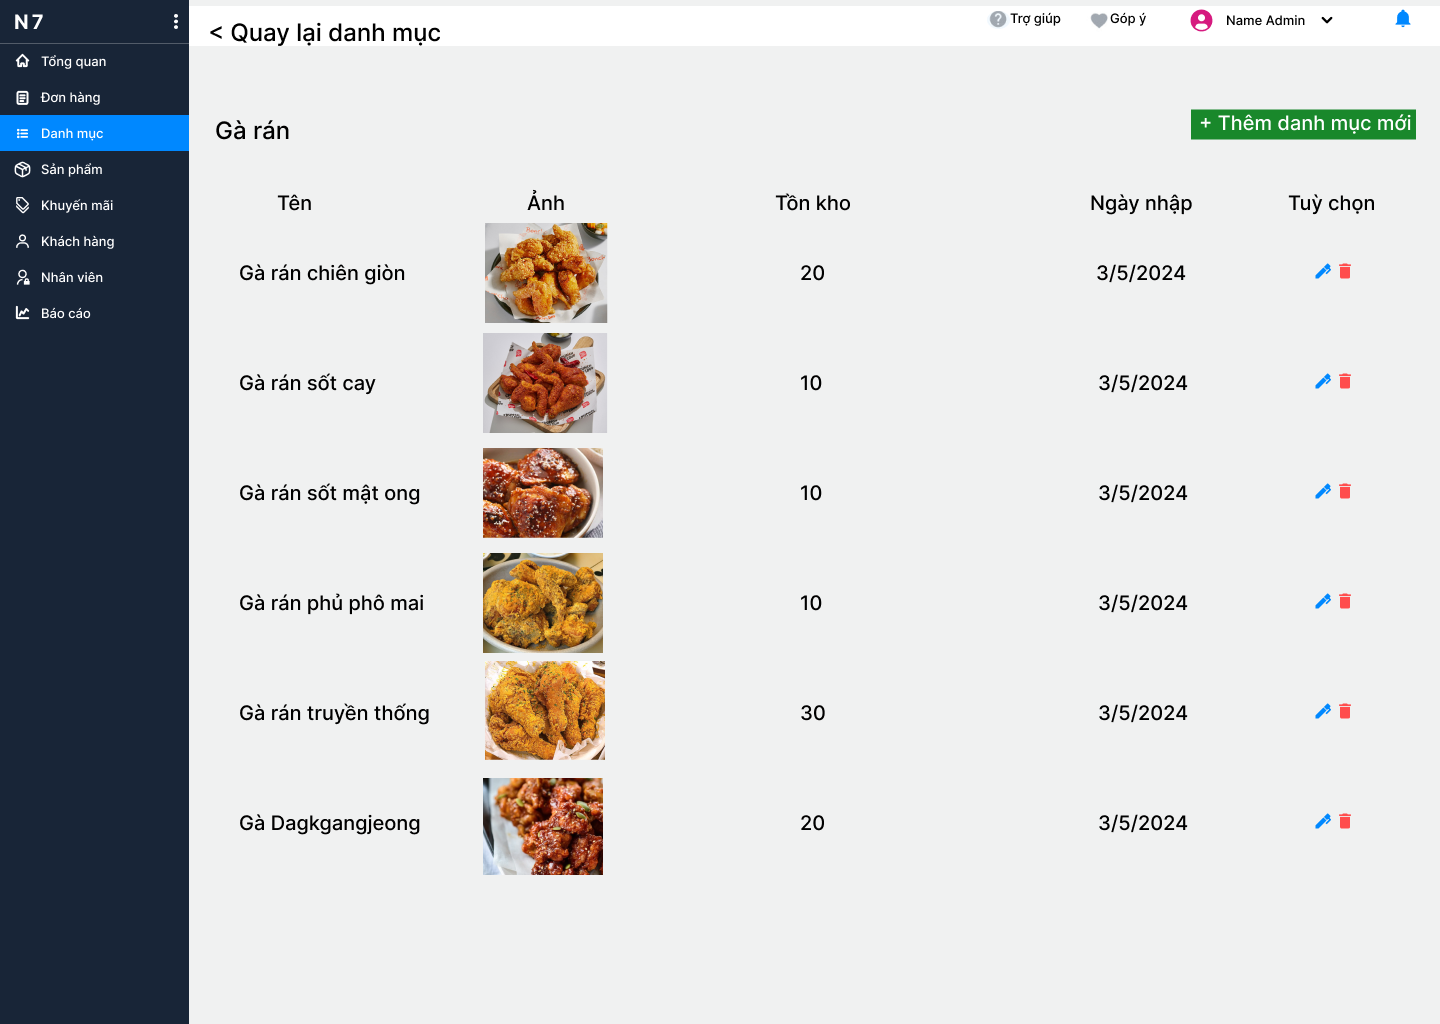 N7
Tổng quan
Đơn hàng
Danh mục
Sản phẩm
Khuyến mãi
Khách hàng
Nhân viên
Báo cáo
< Quay lại danh mục
Trợ giúp
Góp ý
Name Admin
Gà rán
+ Thêm danh mục mới
Tên Ảnh Tồn kho Ngày nhập Tuỳ chọn
Gà rán chiên giòn 20 3/5/2024
Gà rán sốt cay 10 3/5/2024
Gà rán sốt mật ong 10 3/5/2024
Gà rán phủ phô mai 10 3/5/2024
Gà rán truyền thống 30 3/5/2024
Gà Dagkgangjeong 20 3/5/2024